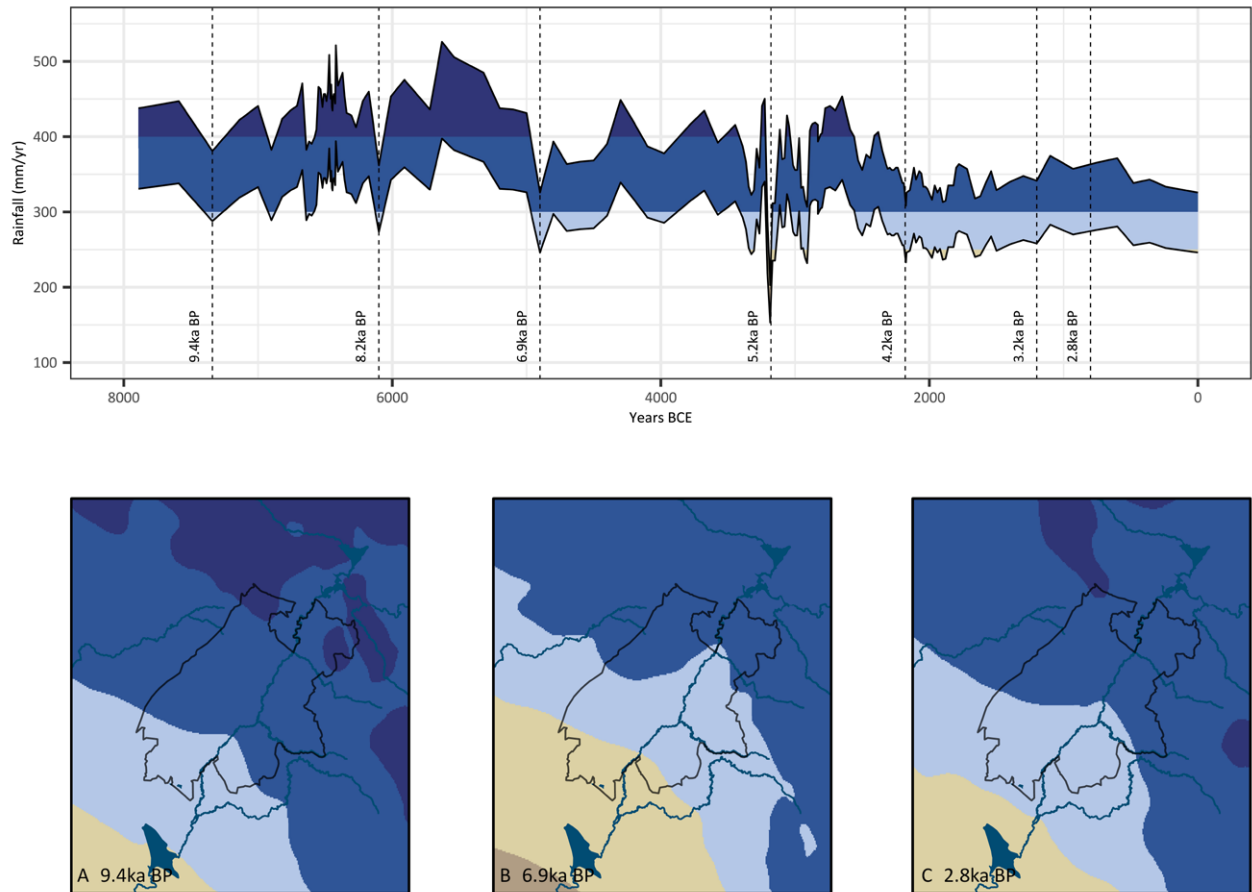 500
400
300
200
100
Rainfall (mm/yr)
9.4ka BP
8.2ka BP
6.9ka BP
5.2ka BP
4.2ka BP
3.2ka BP
2.8ka BP
8000 6000 4000 2000 0
Years BCE
A 9.4ka BP
B 6.9ka BP
C 2.8ka BP